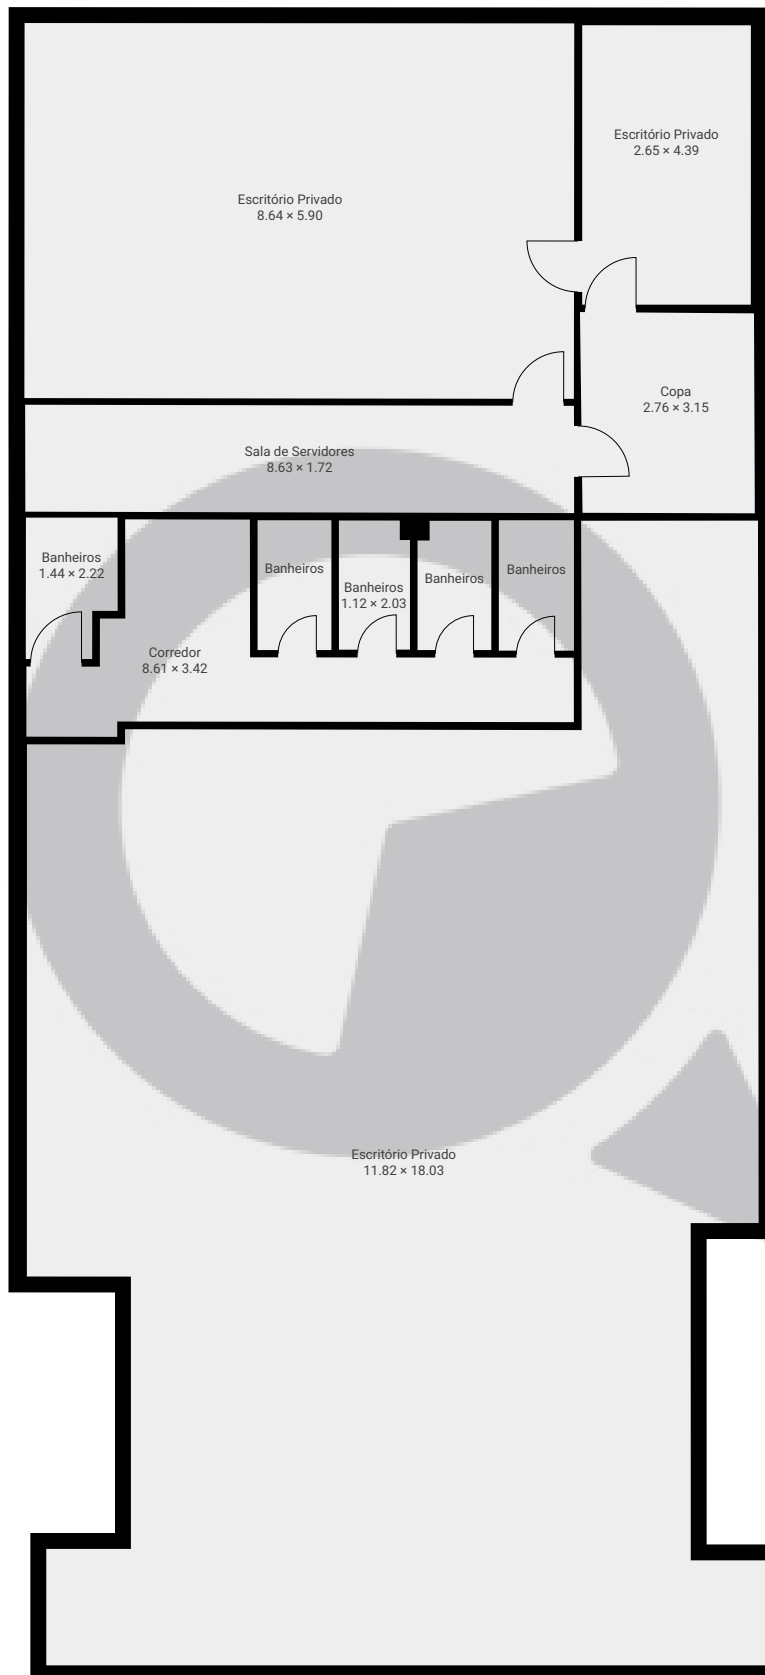 Escritório Privado
2.65 × 4.39
Escritório Privado
8.64 × 5.90
Copa
2.76 × 3.15
Sala de Servidores
8.63 × 1.72
Banheiros
1.44 × 2.22
Banheiros
Banheiros
1.12 × 2.03
Banheiros
Banheiros
Corredor
8.61 × 3.42
Escritório Privado
11.82 × 18.03